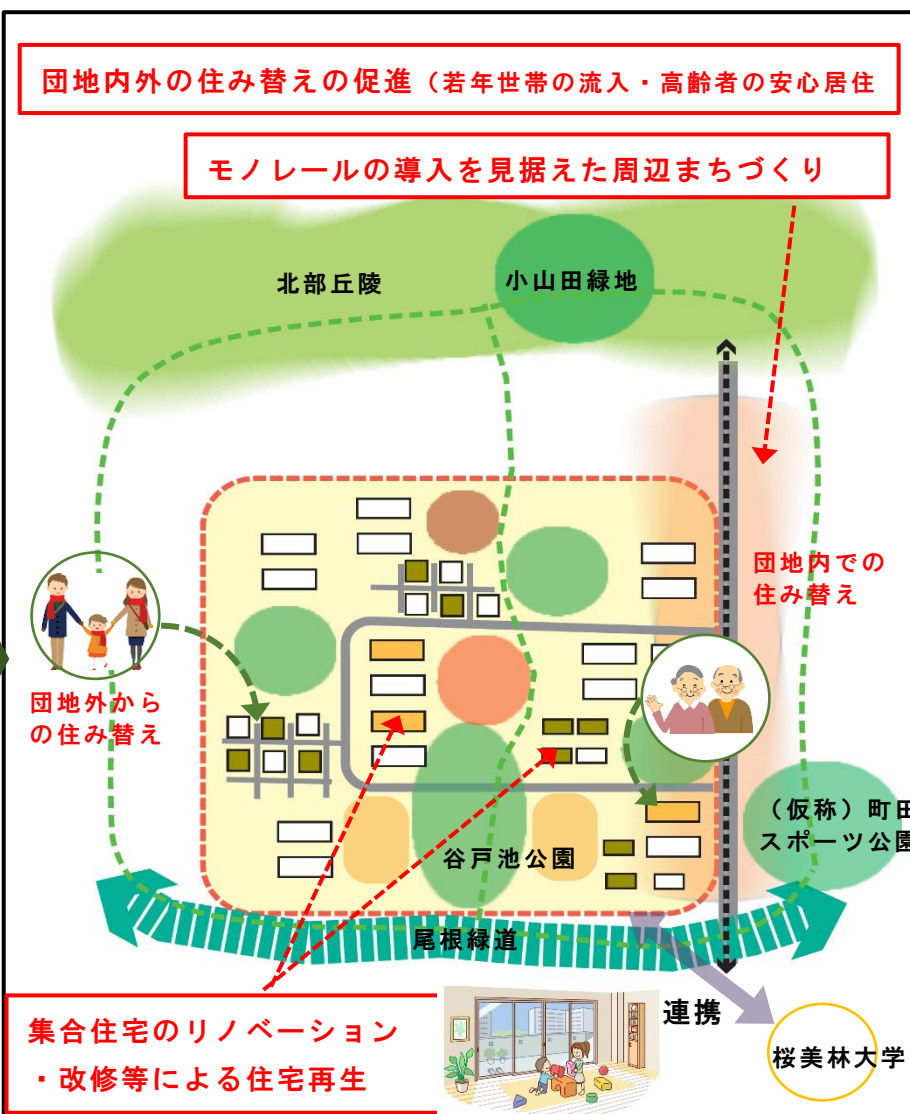 団地内外の住み替えの促進（若年世帯の流入・高齢者の安心居住
モノレールの導入を見据えた周辺まちづくり
北部丘陵
小山田緑地
団地内での
住み替え
団地外から
の住み替え
（仮称）町田
スポーツ公園
谷戸池公園
尾根緑道
集合住宅のリノベーション
・改修等による住宅再生
連携
桜美林大学